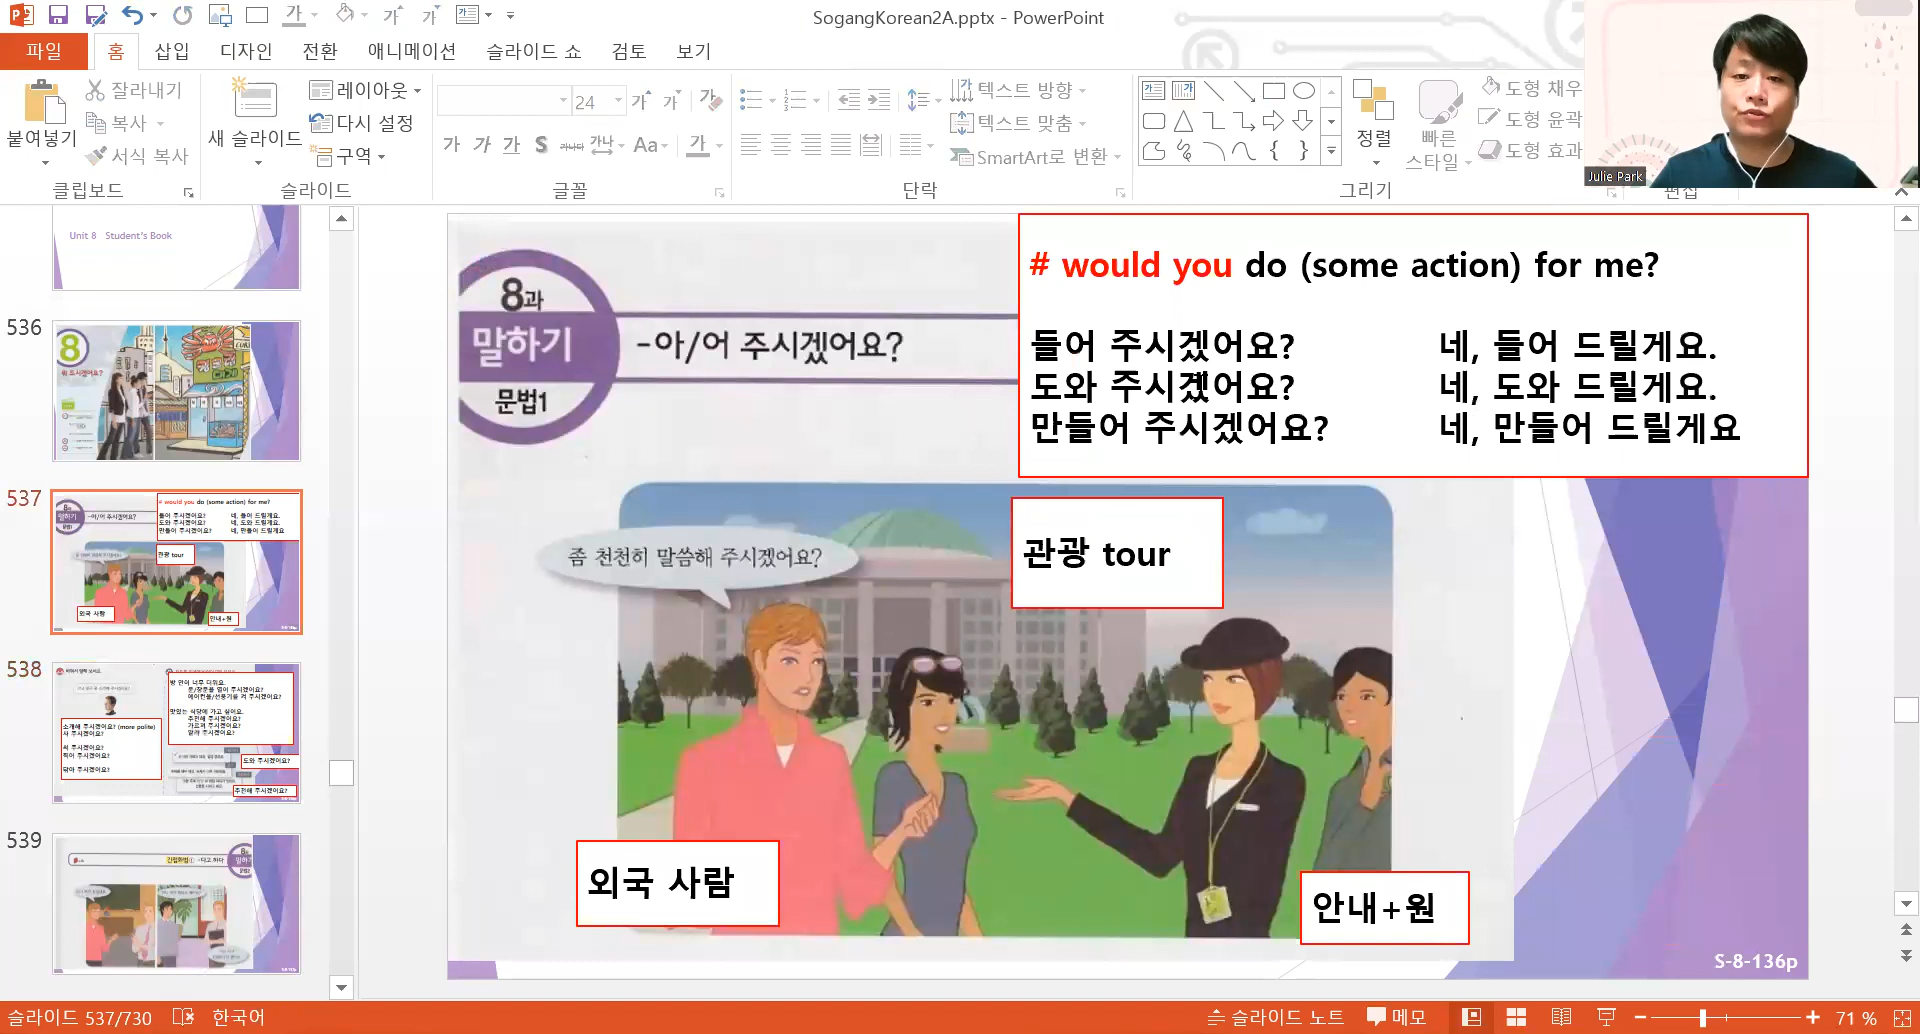 SogangKorean2A.pptx - PowerPoint
파일
홈
삽입
디자인
전환
애니메이션
슬라이드 쇼
검토
보기
붙여넣기
잘라내기
복사
서식 복사
클립보드
새 슬라이드
레이아웃
다시 설정
구역
슬라이드
24
글꼴
단락
텍스트 방향
텍스트 맞춤
SmartArt로 변환
정렬
빠른
스타일
도형 채우
도형 윤곽
도형 효과
그리기
편집
Julie Park
Unit 8 Student's Book
536
537
538
539
8과
말하기
문법1
-아/어 주시겠어요?
# would you do (some action) for me?
들어 주시겠어요? 네, 들어 드릴게요.
도와 주시겠어요? 네, 도와 드릴게요.
만들어 주시겠어요? 네, 만들어 드릴게요
좀 천천히 말씀해 주시겠어요?
관광 tour
외국 사람
안내+원
S-8-136p
슬라이드 537/730
한국어
슬라이드 노트
메모
71 %